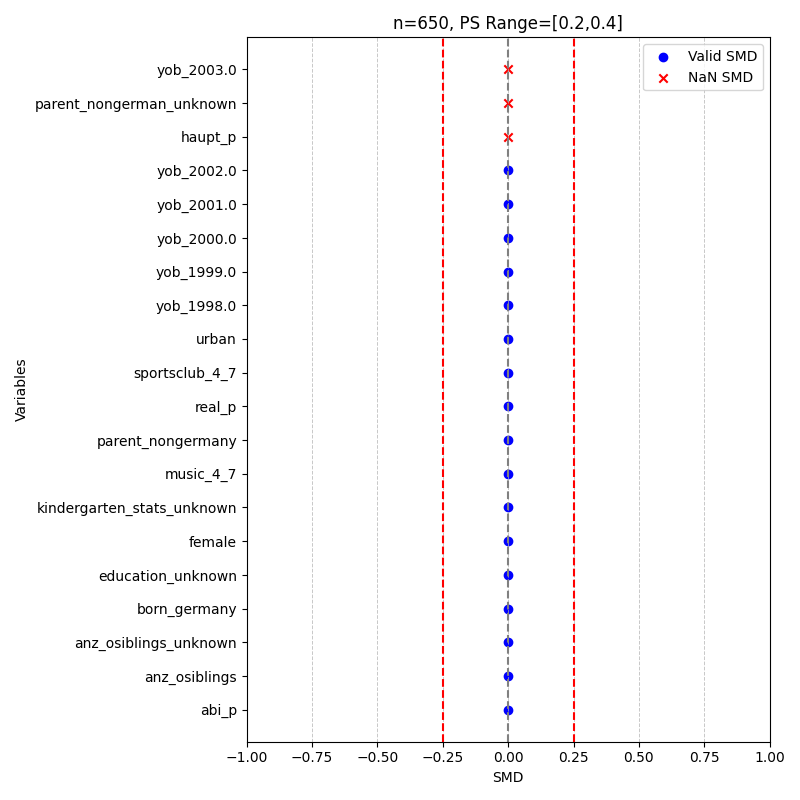 n=650, PS Range=[0.2,0.4]
Valid SMD
NaN SMD
Variables
yob_2003.0
parent_nongerman_unknown
haupt_p
yob_2002.0
yob_2001.0
yob_2000.0
yob_1999.0
yob_1998.0
urban
sportsclub_4_7
real_p
parent_nongermany
music_4_7
kindergarten_stats_unknown
female
education_unknown
born_germany
anz_osiblings_unknown
anz_osiblings
abi_p
−1.00 −0.75 −0.50 −0.25 0.00 0.25 0.50 0.75 1.00
SMD